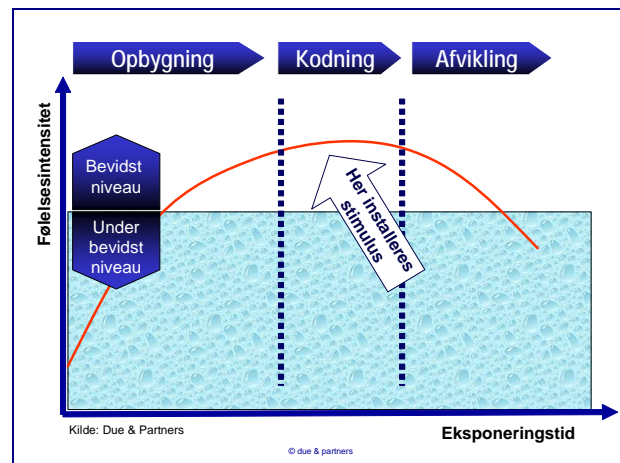 Opbygning
Kodning
Afvikling
Følelsesintensitet
Bevidst
niveau
Under
bevidst
niveau
Her installeres
stimulus
Kilde: Due & Partners
Eksponeringstid
© due & partners